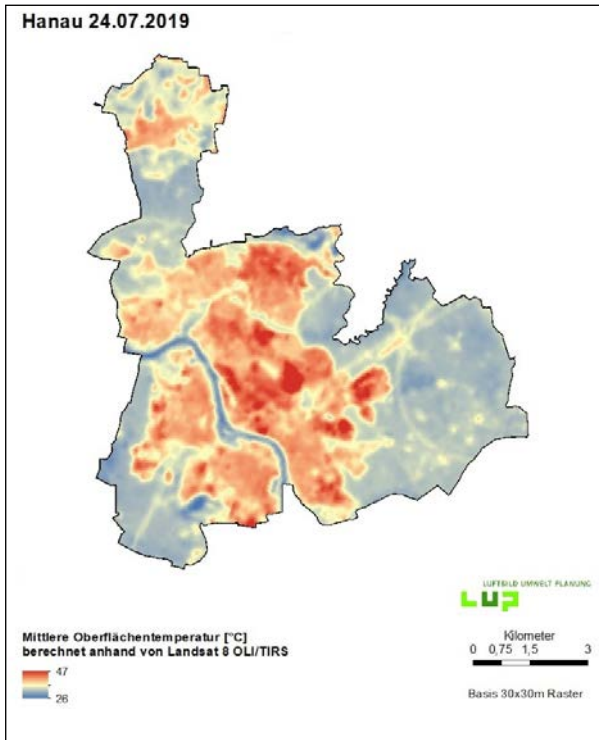 Hanau 24.07.2019
LUFTBILD UMWELT PLANUNG
LUP
Mittlere Oberflächentemperatur [°C]
berechnet anhand von Landsat 8 OLI/TIRS
47
26
Kilometer
0 0,75 1,5 3
Basis 30x30m Raster